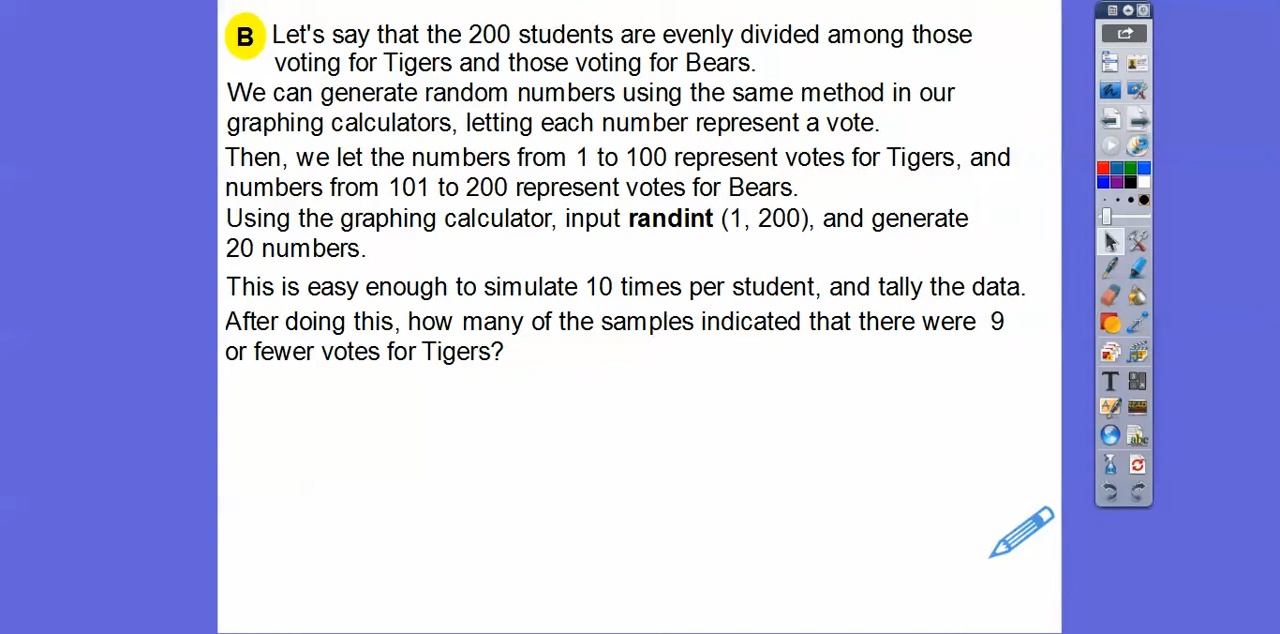 B Let's say that the 200 students are evenly divided among those
voting for Tigers and those voting for Bears.
We can generate random numbers using the same method in our
graphing calculators, letting each number represent a vote.
Then, we let the numbers from 1 to 100 represent votes for Tigers, and
numbers from 101 to 200 represent votes for Bears.
Using the graphing calculator, input randint (1, 200), and generate
20 numbers.
This is easy enough to simulate 10 times per student, and tally the data.
After doing this, how many of the samples indicated that there were 9
or fewer votes for Tigers?